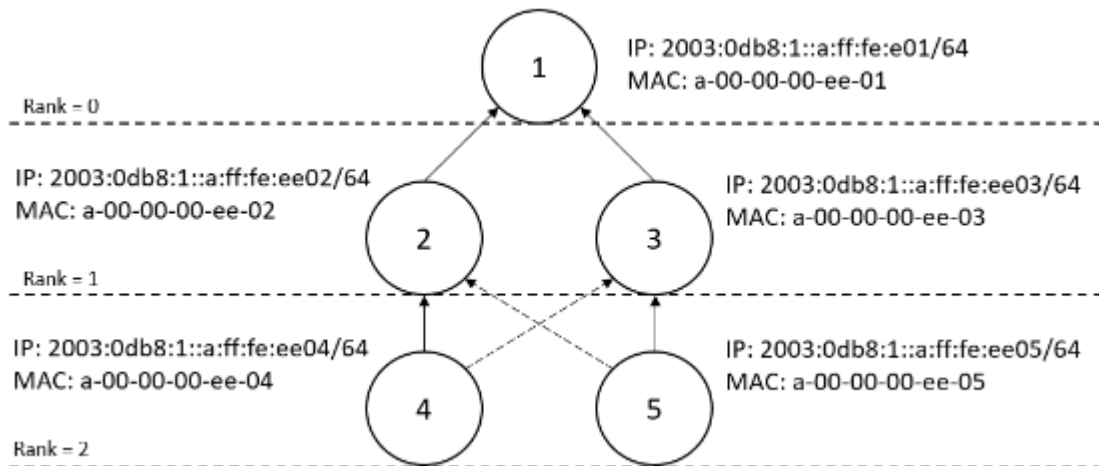 1
IP: 2003:0db8:1::a:ff:fe:e01/64
MAC: a-00-00-00-ee-01
Rank = 0
IP: 2003:0db8:1::a:ff:fe:ee02/64
MAC: a-00-00-00-ee-02
2
3
IP: 2003:0db8:1::a:ff:fe:ee03/64
MAC: a-00-00-00-ee-03
Rank = 1
IP: 2003:0db8:1::a:ff:fe:ee04/64
MAC: a-00-00-00-ee-04
4
5
IP: 2003:0db8:1::a:ff:fe:ee05/64
MAC: a-00-00-00-ee-05
Rank = 2